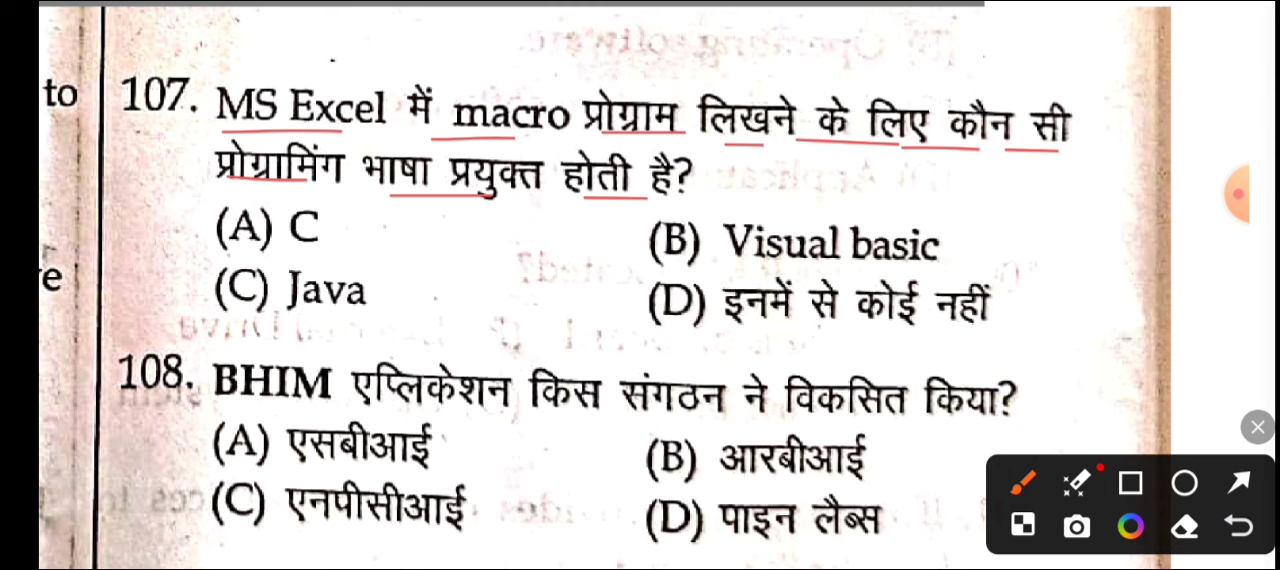 to
107. MS Excel में macro प्रोग्राम लिखने के लिए कौन सी
प्रोग्रामिंग भाषा प्रयुक्त होती है?
(A) C (B) Visual basic
(C) Java (D) इनमें से कोई नहीं
e
108. BHIM एप्लिकेशन किस संगठन ने विकसित किया?
(A) एसबीआई (B) आरबीआई
(C) एनपीसीआई (D) पाइन लैब्स